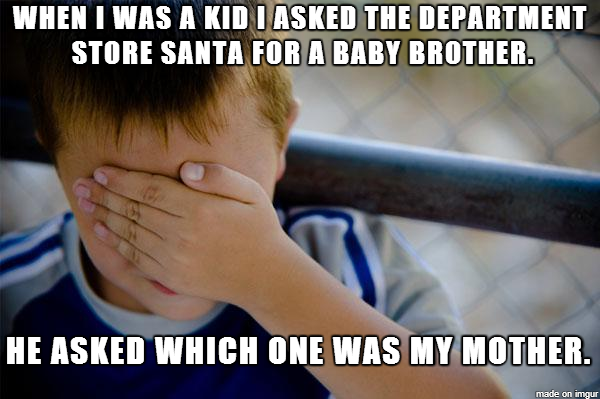 WHEN I WAS A KID I ASKED THE DEPARTMENT
STORE SANTA FOR A BABY BROTHER.
HE ASKED WHICH ONE WAS MY MOTHER.
made on imgur